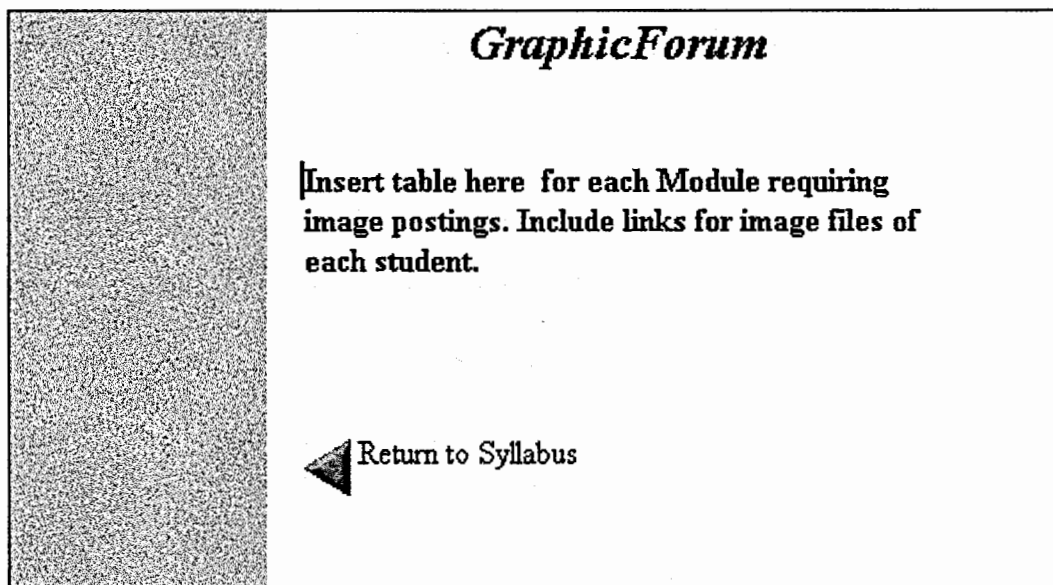 GraphicForum
Insert table here for each Module requiring
image postings. Include links for image files of
each student.
Return to Syllabus